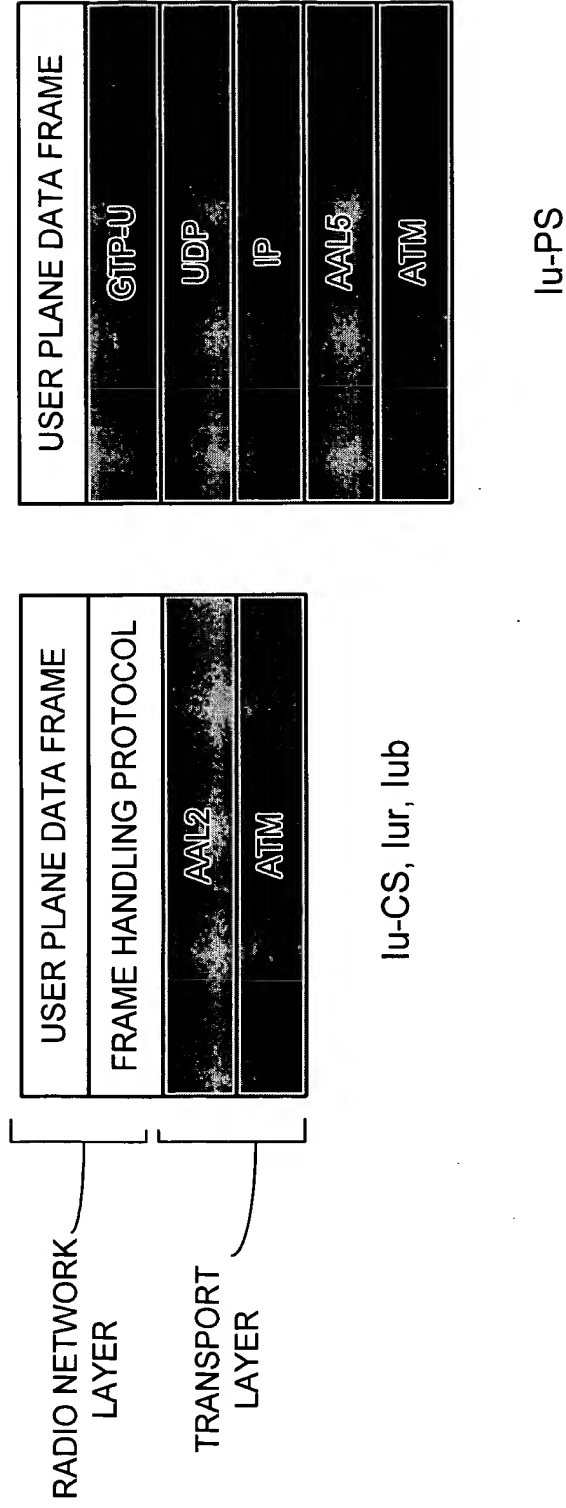 RADIO NETWORK
LAYER
TRANSPORT
LAYER
USER PLANE DATA FRAME
FRAME HANDLING PROTOCOL
AAL2
ATM
Iu-CS, Iur, Iub
USER PLANE DATA FRAME
GTP-U
UDP
IP
AAL5
ATM
Iu-PS